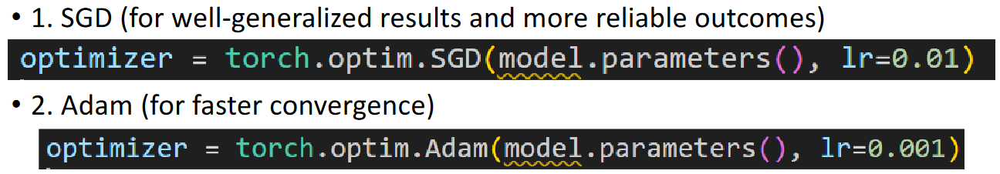 • 1. SGD (for well-generalized results and more reliable outcomes)
optimizer = torch.optim.SGD(model.parameters(), lr=0.01)
• 2. Adam (for faster convergence)
optimizer = torch.optim.Adam(model.parameters(), lr=0.001)